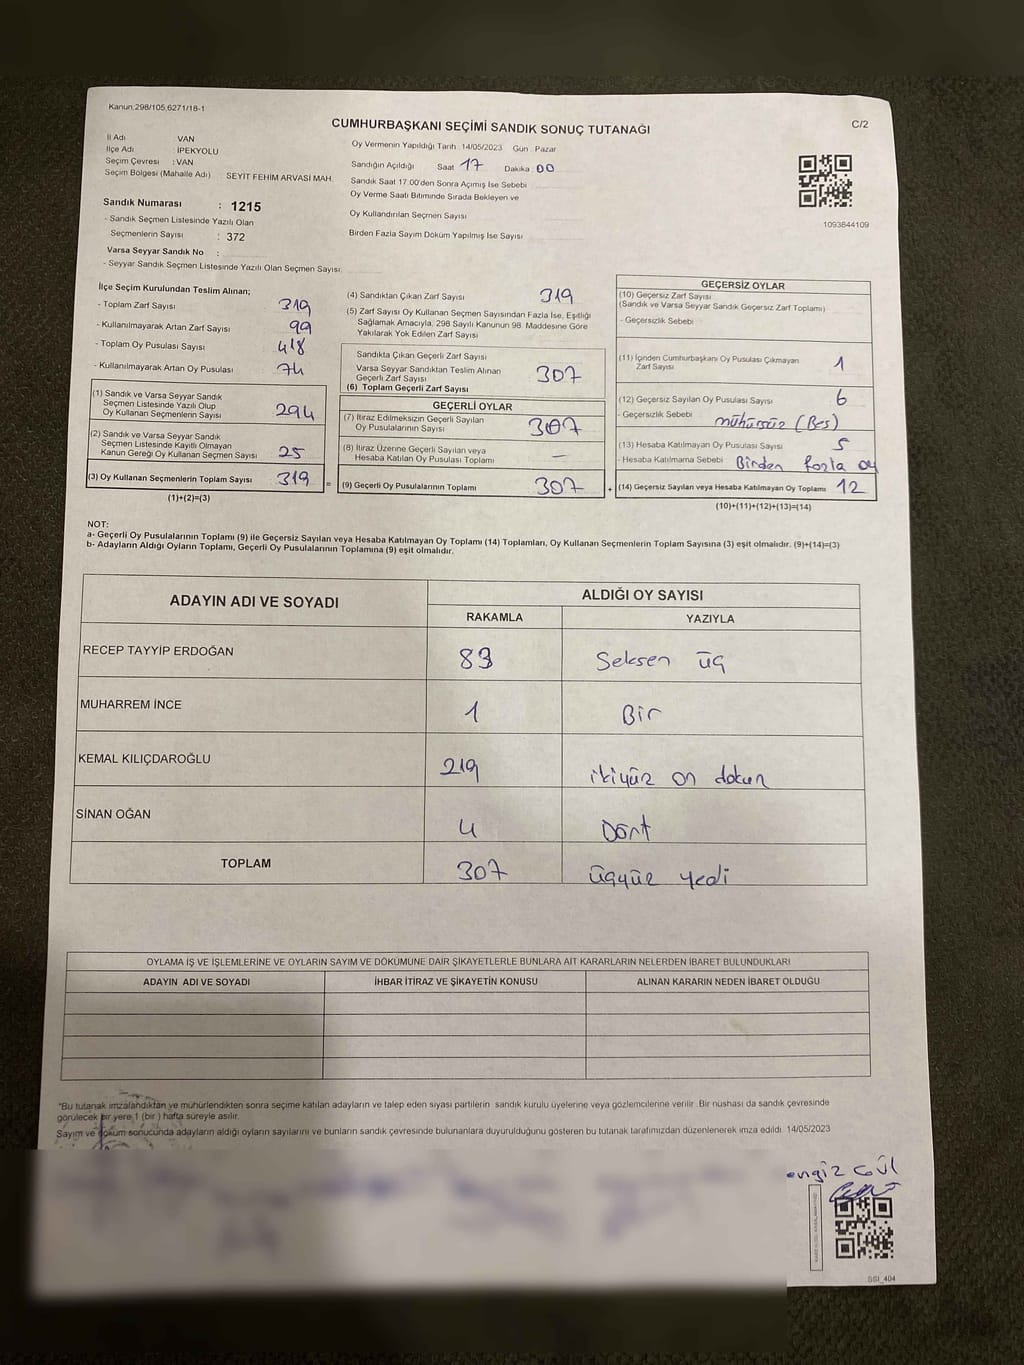 Kanun.298/105,6271/18-1
C/2
CUMHURBAŞKANI SEÇİMİ SANDIK SONUÇ TUTANAĞI
İl Adı VAN
İlçe Adı İPEKYOLU
Seçim Çevresi : VAN
Seçim Bölgesi (Mahalle Adı) SEYİT FEHİM ARVASİ MAH.
Oy Vermenin Yapıldığı Tarih :14/05/2023 Gün : Pazar
Sandığın Açıldığı Saat 17 Dakika 00
Sandık Saat 17.00'den Sonra Açımış İse Sebebi
Oy Verme Saati Bitiminde Sırada Bekleyen ve
Oy Kullandırılan Seçmen Sayısı
Birden Fazla Sayım Döküm Yapılmış İse Sayısı
1093844109
Sandık Numarası : 1215
- Sandık Seçmen Listesinde Yazılı Olan
Seçmenlerin Sayısı : 372
Varsa Seyyar Sandık No :
- Seyyar Sandık Seçmen Listesinde Yazılı Olan Seçmen Sayısı:
İlçe Seçim Kurulundan Teslim Alınan;
- Toplam Zarf Sayısı 319
- Kullanılmayarak Artan Zarf Sayısı 99
- Toplam Oy Pusulası Sayısı 418
- Kullanılmayarak Artan Oy Pusulası 74
(1) Sandık ve Varsa Seyyar Sandık
Seçmen Listesinde Yazılı Olup
Oy Kullanan Seçmenlerin Sayısı 294
(2) Sandık ve Varsa Seyyar Sandık
Seçmen Listesinde Kayıtlı Olmayan
Kanun Gereği Oy Kullanan Seçmen Sayısı 25
(3) Oy Kullanan Seçmenlerin Toplam Sayısı 319
(1)+(2)=(3)
(4) Sandıktan Çıkan Zarf Sayısı 319
(5) Zarf Sayısı Oy Kullanan Seçmen Sayısından Fazla İse, Eşitliği
Sağlamak Amacıyla, 298 Sayılı Kanunun 98. Maddesine Göre
Yakılarak Yok Edilen Zarf Sayısı
Sandıkta Çıkan Geçerli Zarf Sayısı
Varsa Seyyar Sandıktan Teslim Alınan
Geçerli Zarf Sayısı
(6) Toplam Geçerli Zarf Sayısı 307
GEÇERLİ OYLAR
(7) İtiraz Edilmeksizin Geçerli Sayılan
Oy Pusulalarının Sayısı 307
(8) İtiraz Üzerine Geçerli Sayılan veya
Hesaba Katılan Oy Pusulası Toplamı —
= (9) Geçerli Oy Pusulalarının Toplamı 307
GEÇERSİZ OYLAR
(10) Geçersiz Zarf Sayısı
(Sandık ve Varsa Seyyar Sandık Geçersiz Zarf Toplamı)
- Geçersizlik Sebebi
(11) İçinden Cumhurbaşkanı Oy Pusulası Çıkmayan
Zarf Sayısı 1
(12) Geçersiz Sayılan Oy Pusulası Sayısı 6
- Geçersizlik Sebebi mühürsüz (Beş)
(13) Hesaba Katılmayan Oy Pusulası Sayısı 5
- Hesaba Katılmama Sebebi Birden fazla oy
+ (14) Geçersiz Sayılan veya Hesaba Katılmayan Oy Toplamı 12
(10)+(11)+(12)+(13)=(14)
NOT:
a- Geçerli Oy Pusulalarının Toplamı (9) ile Geçersiz Sayılan veya Hesaba Katılmayan Oy Toplamı (14) Toplamları, Oy Kullanan Seçmenlerin Toplam Sayısına (3) eşit olmalıdır. (9)+(14)=(3)
b- Adayların Aldığı Oyların Toplamı, Geçerli Oy Pusulalarının Toplamına (9) eşit olmalıdır.
ADAYIN ADI VE SOYADI
ALDIĞI OY SAYISI
RAKAMLA YAZIYLA
RECEP TAYYİP ERDOĞAN 83 Seksen üç
MUHARREM İNCE 1 Bir
KEMAL KILIÇDAROĞLU 219 ikiyüz on dokun
SİNAN OĞAN 4 Dört
TOPLAM 307 üçyüz yedi
OYLAMA İŞ VE İŞLEMLERİNE VE OYLARIN SAYIM VE DÖKÜMÜNE DAİR ŞİKAYETLERLE BUNLARA AİT KARARLARIN NELERDEN İBARET BULUNDUKLARI
ADAYIN ADI VE SOYADI İHBAR İTİRAZ VE ŞİKAYETİN KONUSU ALINAN KARARIN NEDEN İBARET OLDUĞU
"Bu tutanak imzalandıktan ve mühürlendikten sonra seçime katılan adayların ve talep eden siyasi partilerin sandık kurulu üyelerine veya gözlemcilerine verilir. Bir nüshası da sandık çevresinde
görülecek bir yere 1 (bir ) hafta süreyle asılır.
Sayım ve döküm sonucunda adayların aldığı oyların sayılarını ve bunların sandık çevresinde bulunanlara duyurulduğunu gösteren bu tutanak tarafımızdan düzenlenerek imza edildi. 14/05/2023
engiz GÜL
SSI_404